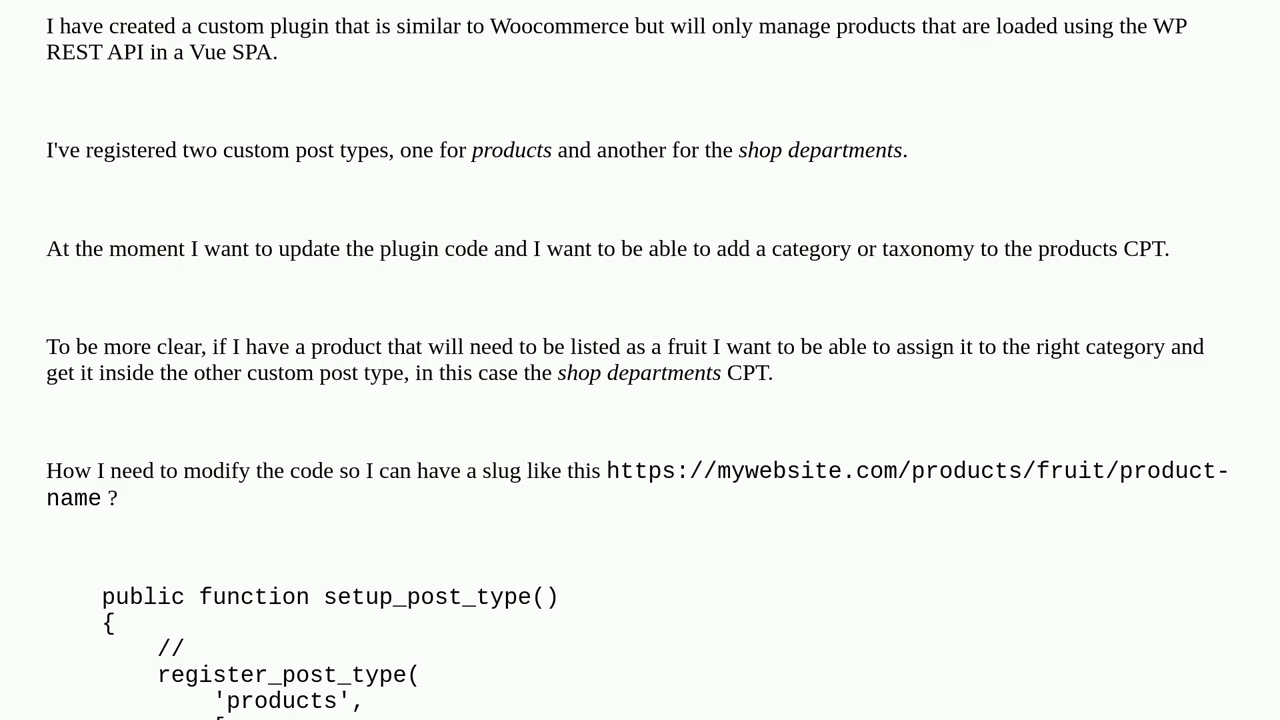 I have created a custom plugin that is similar to Woocommerce but will only manage products that are loaded using the WP
REST API in a Vue SPA.
I've registered two custom post types, one for products and another for the shop departments.
At the moment I want to update the plugin code and I want to be able to add a category or taxonomy to the products CPT.
To be more clear, if I have a product that will need to be listed as a fruit I want to be able to assign it to the right category and
get it inside the other custom post type, in this case the shop departments CPT.
How I need to modify the code so I can have a slug like this https://mywebsite.com/products/fruit/product-
name ?
public function setup_post_type()
{
//
register_post_type(
'products',